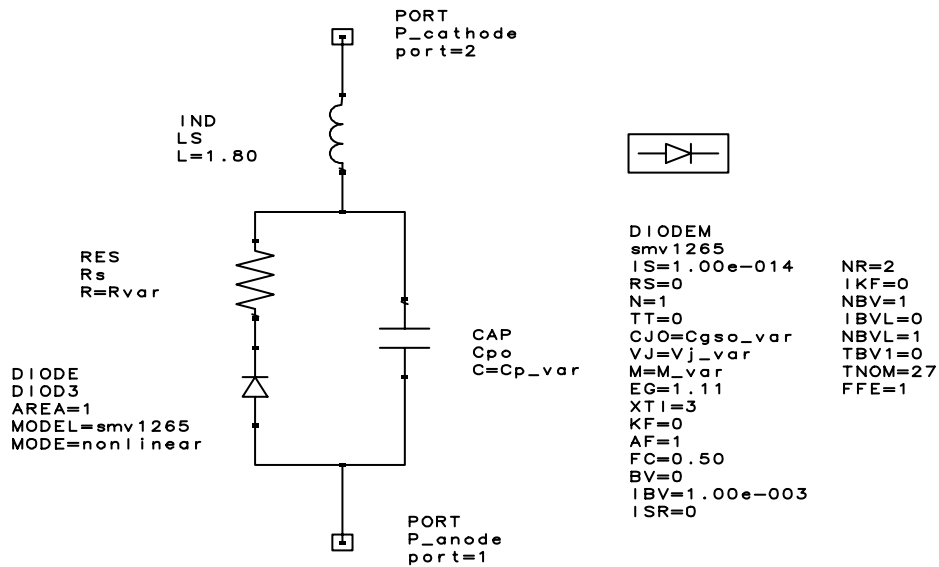 PORT
P_cathode
port=2
IND
LS
L=1.80
RES
Rs
R=Rvar
CAP
Cpo
C=Cp_var
DIODE
DIOD3
AREA=1
MODEL=smv1265
MODE=nonlinear
PORT
P_anode
port=1
DIODEM
smv1265
IS=1.00e-014
RS=0
N=1
TT=0
CJO=Cgso_var
VJ=Vj_var
M=M_var
EG=1.11
XTI=3
KF=0
AF=1
FC=0.50
BV=0
IBV=1.00e-003
ISR=0
NR=2
IKF=0
NBV=1
IBVL=0
NBVL=1
TBV1=0
TNOM=27
FFE=1